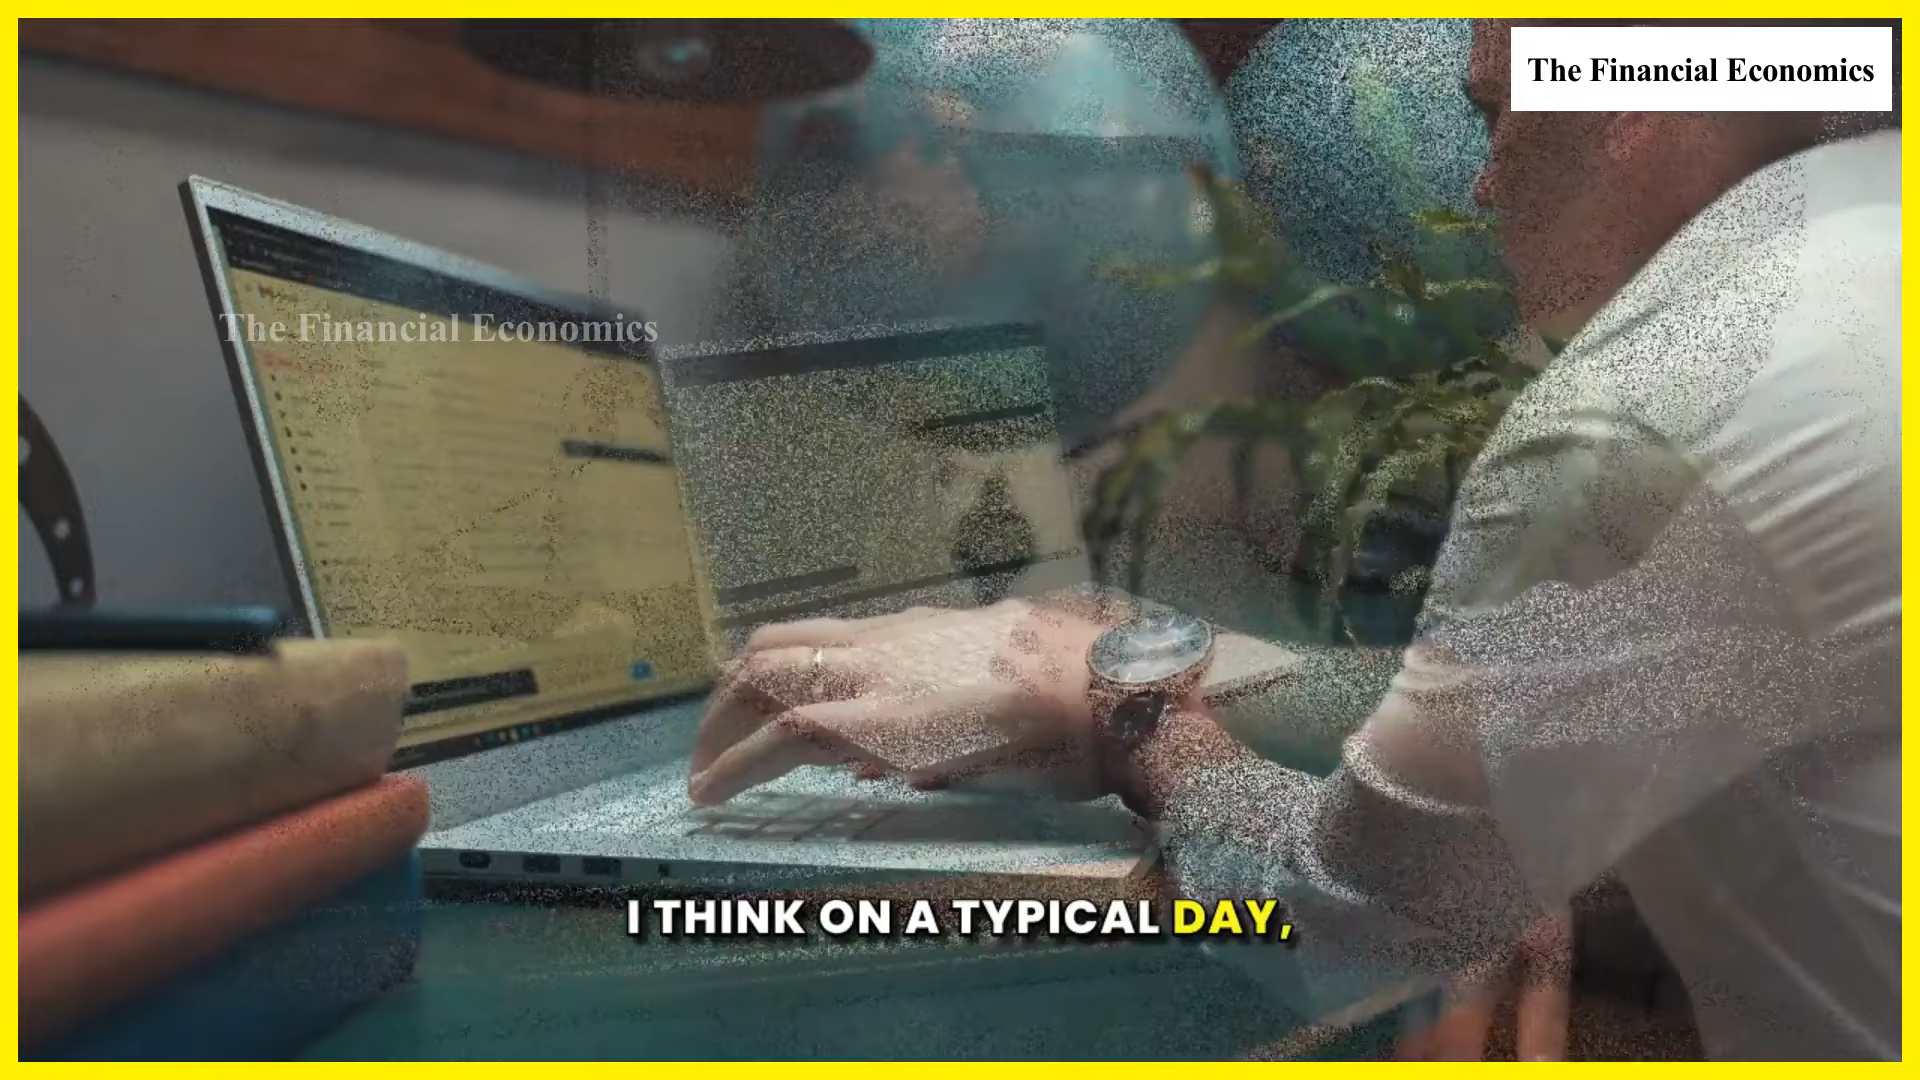 The Financial Economics
The Financial Economics
I THINK ON A TYPICAL DAY,